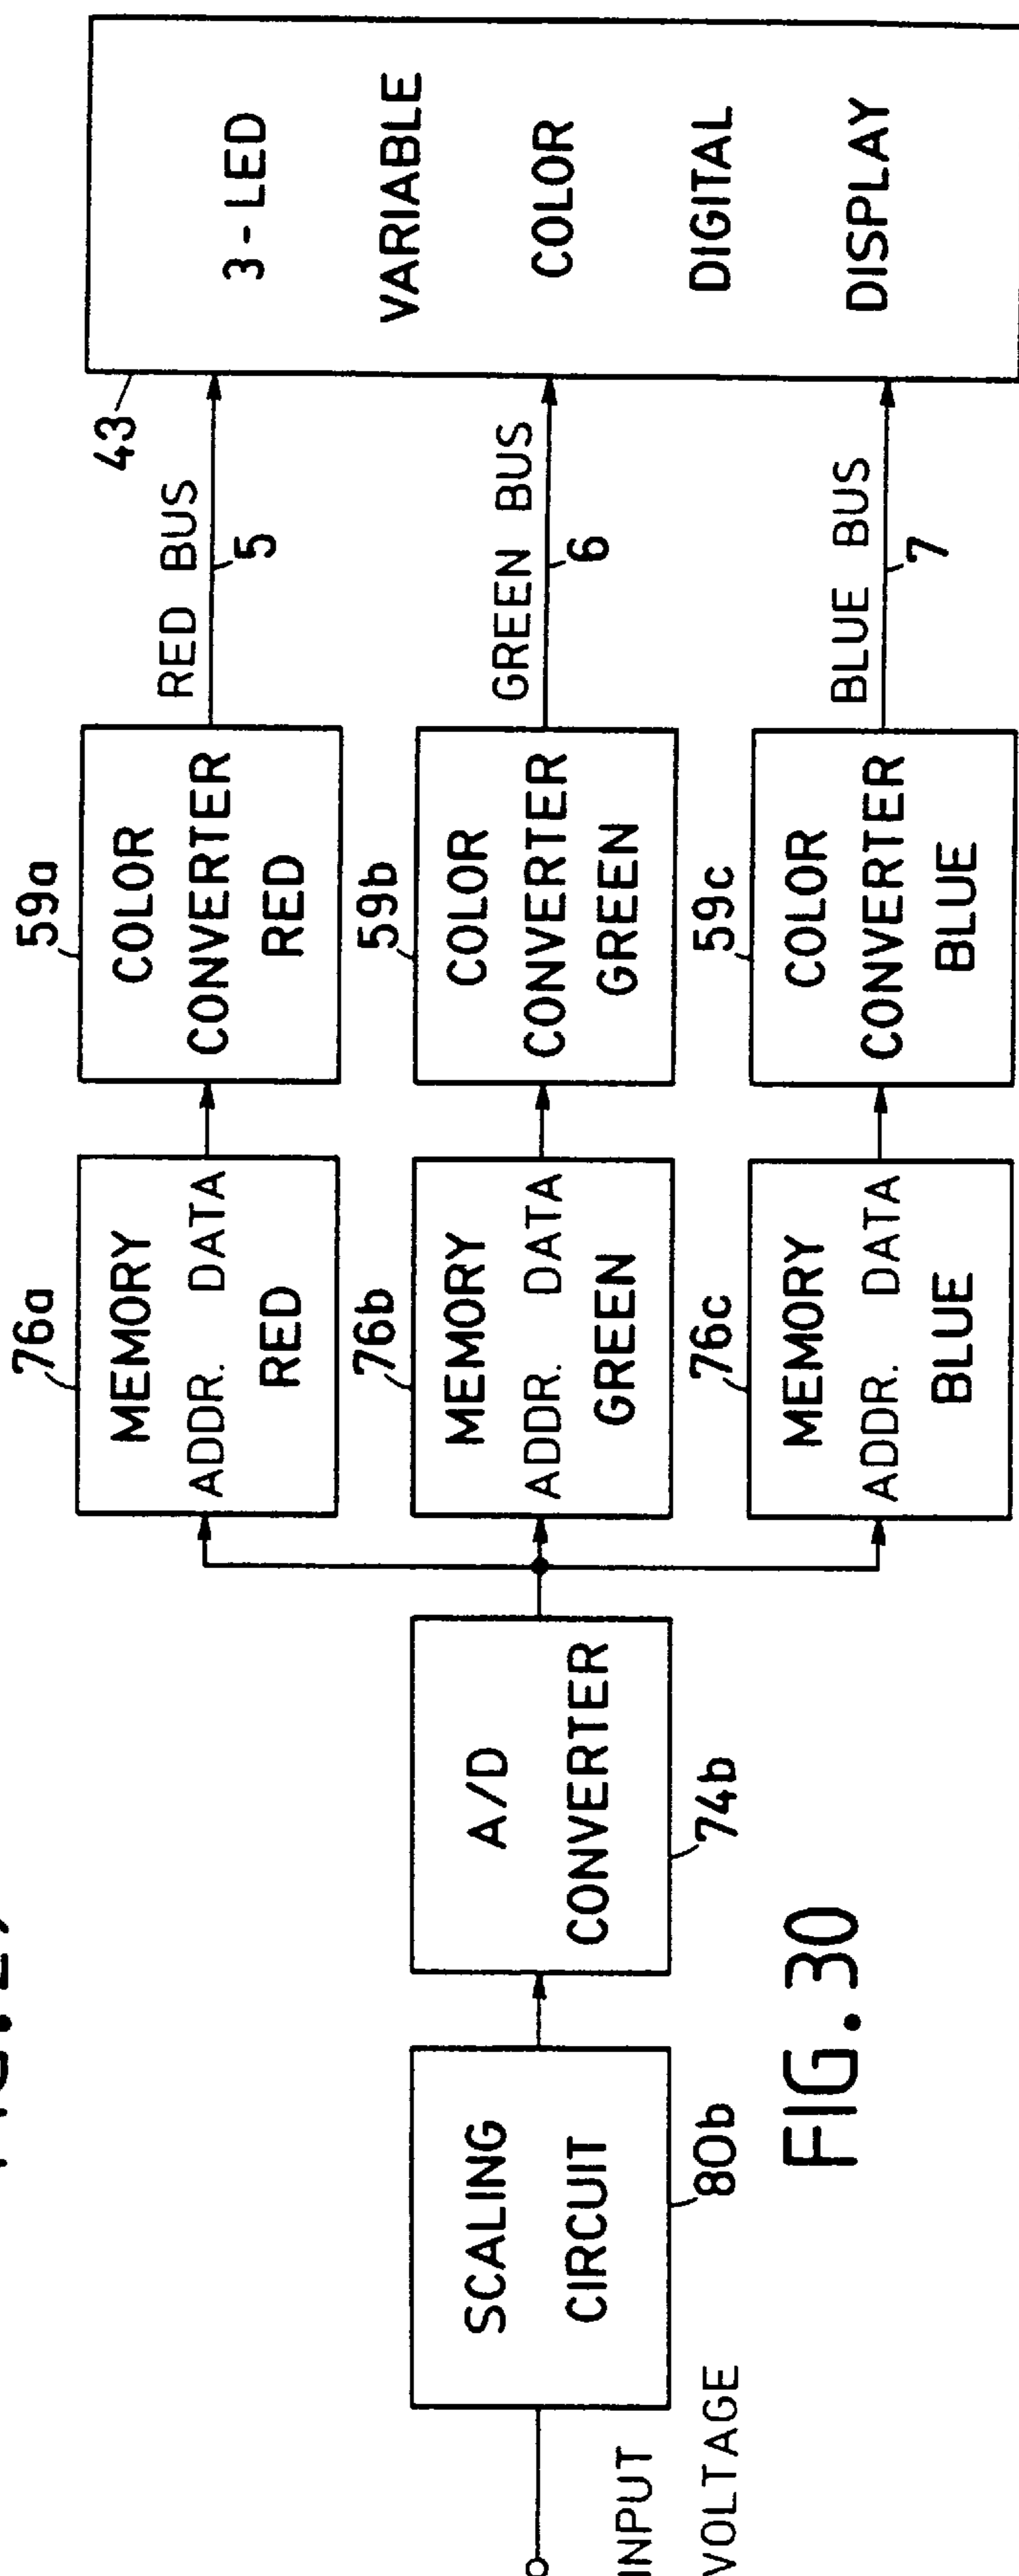 INPUT
VOLTAGE
SCALING
CIRCUIT
80b
A/D
CONVERTER
74b
76a
MEMORY
ADDR. DATA
RED
76b
MEMORY
ADDR. DATA
GREEN
76c
MEMORY
ADDR. DATA
BLUE
59a
COLOR
CONVERTER
RED
59b
COLOR
CONVERTER
GREEN
59c
COLOR
CONVERTER
BLUE
RED BUS
5
GREEN BUS
6
BLUE BUS
7
43
3-LED
VARIABLE
COLOR
DIGITAL
DISPLAY
FIG. 30